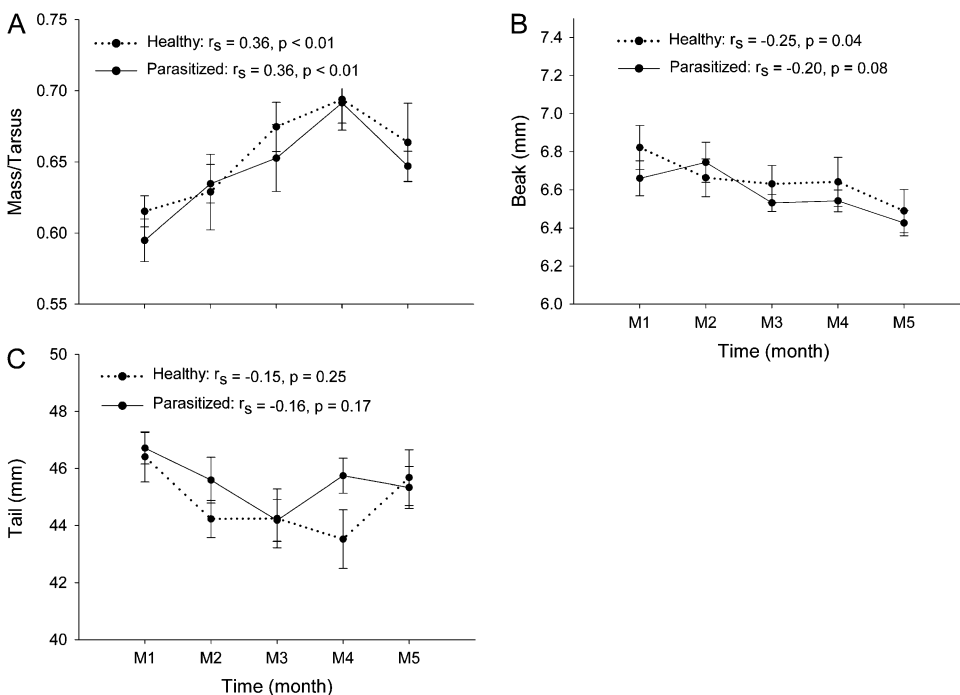 A
0.75
Healthy: rS = 0.36, p < 0.01
Parasitized: rS = 0.36, p < 0.01
0.70
0.65
0.60
0.55
Mass/Tarsus
B
7.4
Healthy: rS = -0.25, p = 0.04
Parasitized: rS = -0.20, p = 0.08
7.2
7.0
6.8
6.6
6.4
6.2
6.0
Beak (mm)
M1 M2 M3 M4 M5
Time (month)
C
50
Healthy: rS = -0.15, p = 0.25
Parasitized: rS = -0.16, p = 0.17
48
46
44
42
40
Tail (mm)
M1 M2 M3 M4 M5
Time (month)